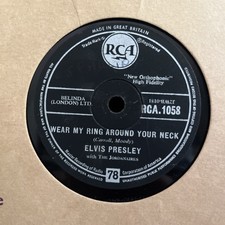 MADE IN GREAT BRITAIN
RCA
"New Orthophonic"
High Fidelity
BELINDA
(LONDON) LTD.
RCA.1058
WEAR MY RING AROUND YOUR NECK
(Carroll, Moody)
ELVIS PRESLEY
with THE JORDANAIRES
78